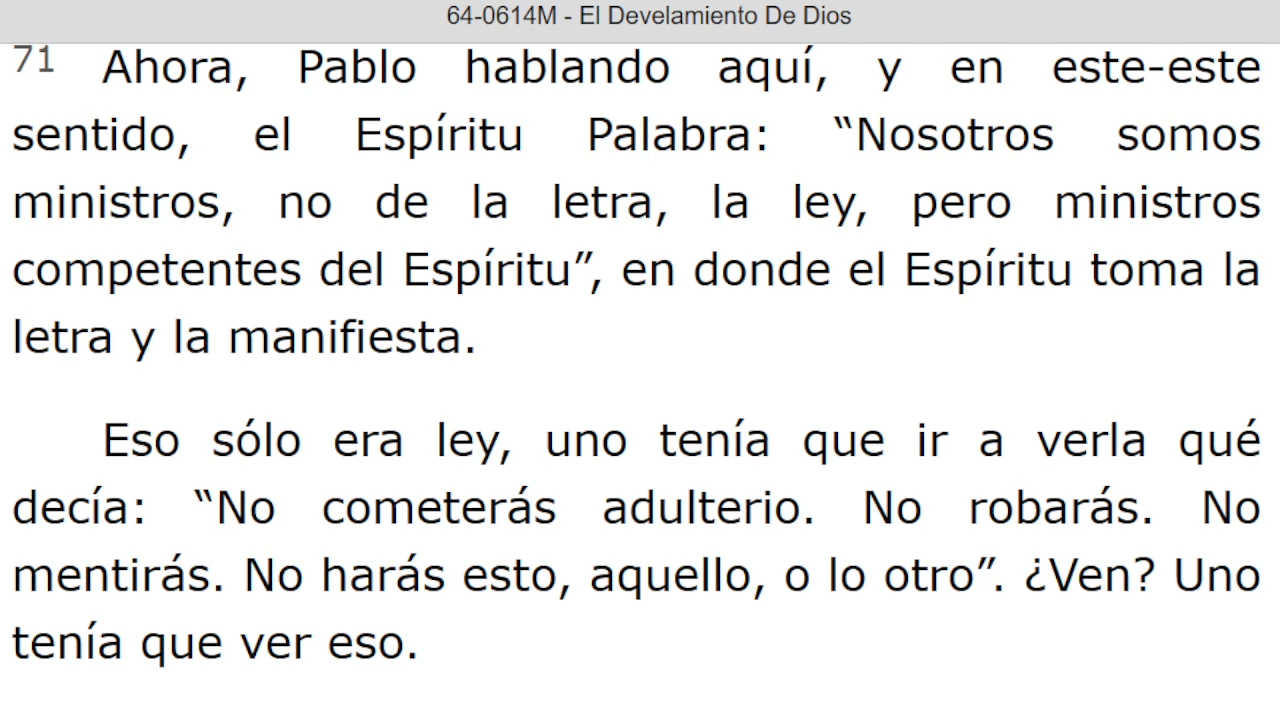 64-0614M - El Develamiento De Dios
71 Ahora, Pablo hablando aquí, y en este-este
sentido, el Espíritu Palabra: “Nosotros somos
ministros, no de la letra, la ley, pero ministros
competentes del Espíritu”, en donde el Espíritu toma la
letra y la manifiesta.
Eso sólo era ley, uno tenía que ir a verla qué
decía: “No cometerás adulterio. No robarás. No
mentirás. No harás esto, aquello, o lo otro”. ¿Ven? Uno
tenía que ver eso.